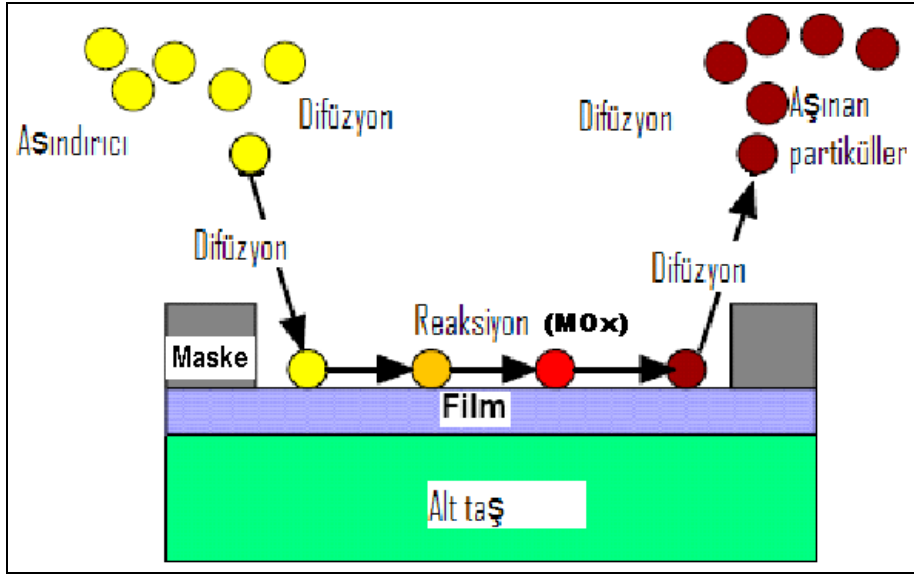 Difüzyon
Aşındırıcı
Difüzyon
Difüzyon
Aşınan
partiküller
Difüzyon
Reaksiyon (MOx)
Maske
Film
Alt taş